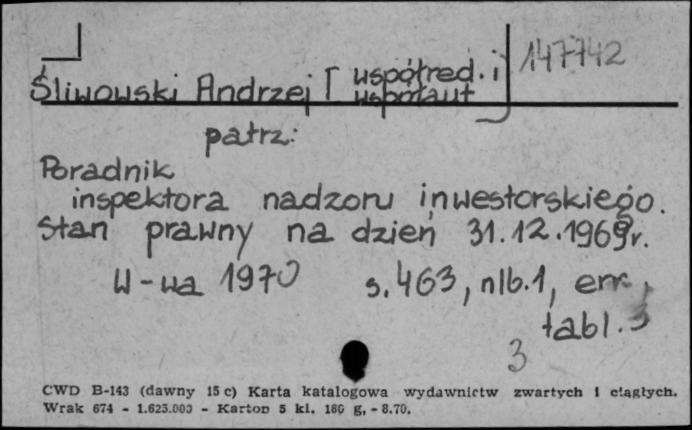 Śliwowski Andrzej [współred. i współaut] 147742
patrz:
Poradnik
inspektora nadzoru inwestorskiego.
Stan prawny na dzień 31.12.1969r.
W-wa 1970 s. 463, nlb.1, err.,
tabl. 3
3
CWD B-143 (dawny 15 c) Karta katalogowa wydawnictw zwartych i ciągłych.
Wrak 674 - 1.625.000 - Karton 5 kl. 180 g, - 8.70.